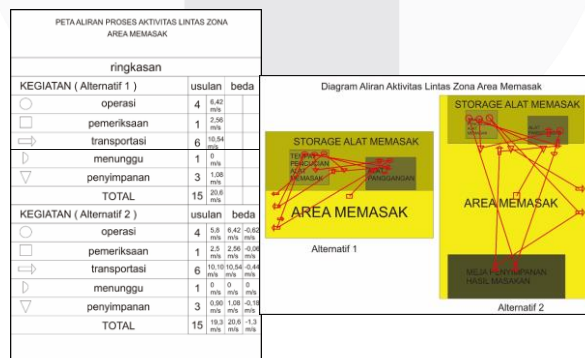 PETA ALIRAN PROSES AKTIVITAS LINTAS ZONA
AREA MEMASAK
ringkasan
KEGIATAN ( Alternatif 1 ) usulan beda
operasi 4 6,42 m/s
pemeriksaan 1 2,56 m/s
transportasi 6 10,54 m/s
menunggu 1 0 m/s
penyimpanan 3 1,08 m/s
TOTAL 15 20,6 m/s
KEGIATAN ( Alternatif 2 ) usulan beda
operasi 4 5,8 m/s 6,42 m/s -0,62 m/s
pemeriksaan 1 2,5 m/s 2,56 m/s -0,06 m/s
transportasi 6 10,10 m/s 10,54 m/s -0,44 m/s
menunggu 1 0 m/s 0 m/s 0 m/s
penyimpanan 3 0,90 m/s 1,08 m/s -0,18 m/s
TOTAL 15 19,3 m/s 20,6 m/s -1,3 m/s
Diagram Aliran Aktivitas Lintas Zona Area Memasak
STORAGE ALAT MEMASAK
PENCUCIAN
ALAT
MEMASAK
PANGGANGAN
AREA MEMASAK
Alternatif 1
STORAGE ALAT MEMASAK
AREA MEMASAK
MEJA PENYIMPANAN
HASIL MASAKAN
Alternatif 2